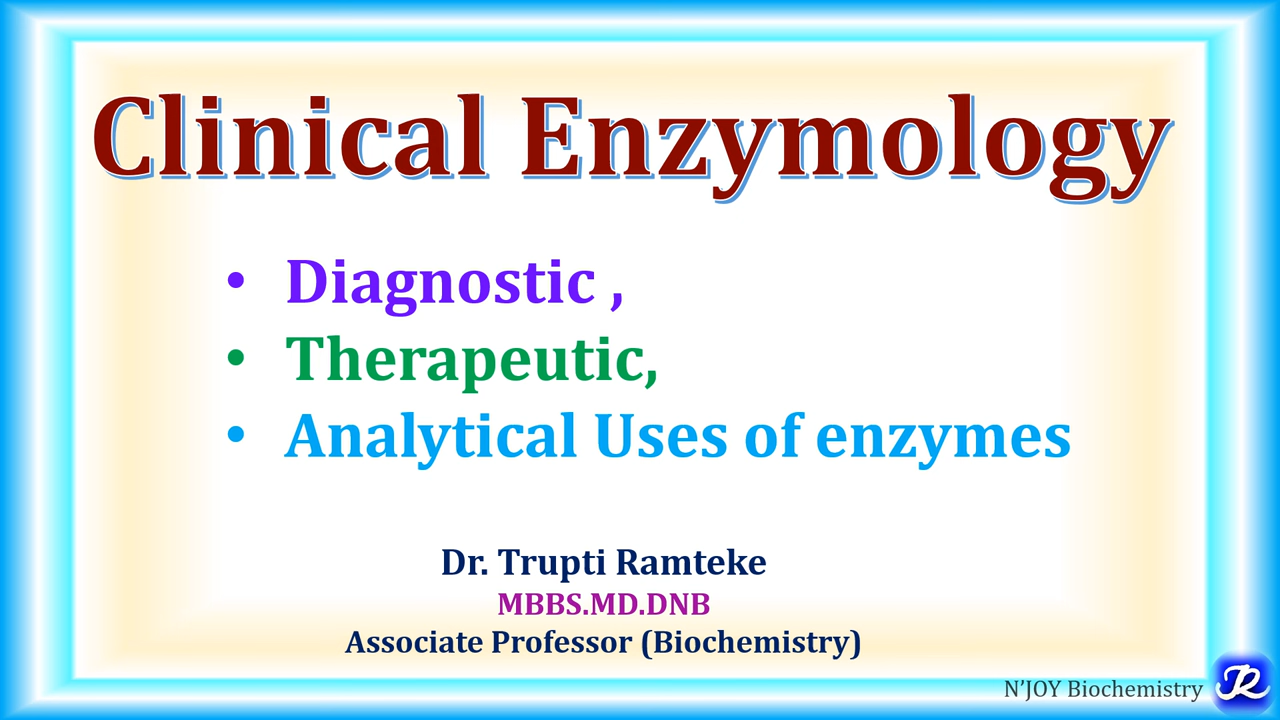 Clinical Enzymology
• Diagnostic ,
• Therapeutic,
• Analytical Uses of enzymes
Dr. Trupti Ramteke
MBBS.MD.DNB
Associate Professor (Biochemistry)
N'JOY Biochemistry